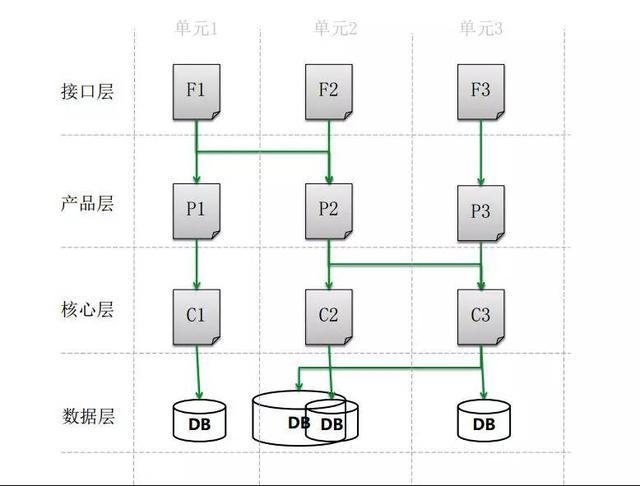 单元1 单元2 单元3
接口层 F1 F2 F3
产品层 P1 P2 P3
核心层 C1 C2 C3
数据层 DB DB DB DB